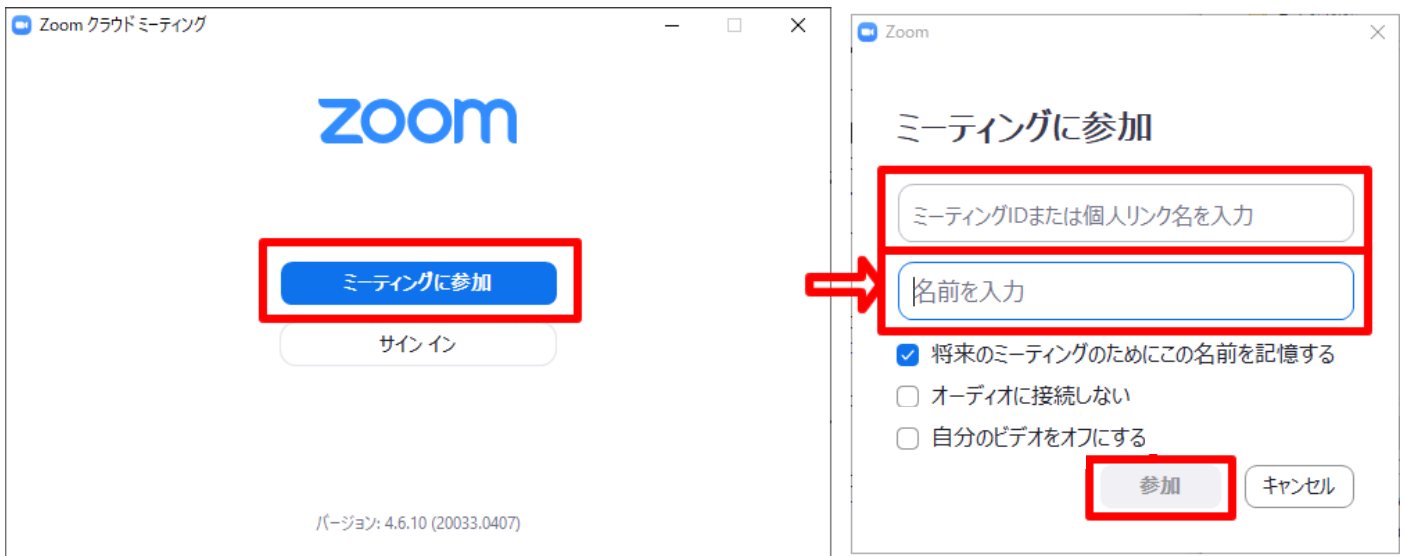 Zoom クラウド ミーティング
zoom
ミーティングに参加
サイン イン
バージョン: 4.6.10 (20033.0407)
Zoom
ミーティングに参加
ミーティングIDまたは個人リンク名を入力
名前を入力
将来のミーティングのためにこの名前を記憶する
オーディオに接続しない
自分のビデオをオフにする
参加
キャンセル